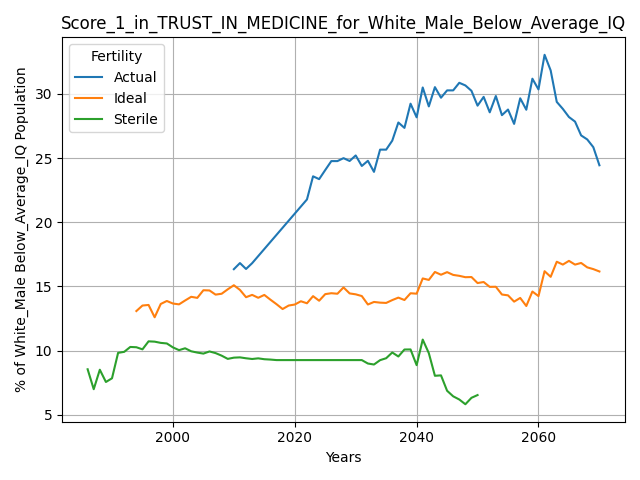 Score_1_in_TRUST_IN_MEDICINE_for_White_Male_Below_Average_IQ
Fertility
Actual
Ideal
Sterile
% of White_Male Below_Average_IQ Population
30
25
20
15
10
5
2000
2020
2040
2060
Years